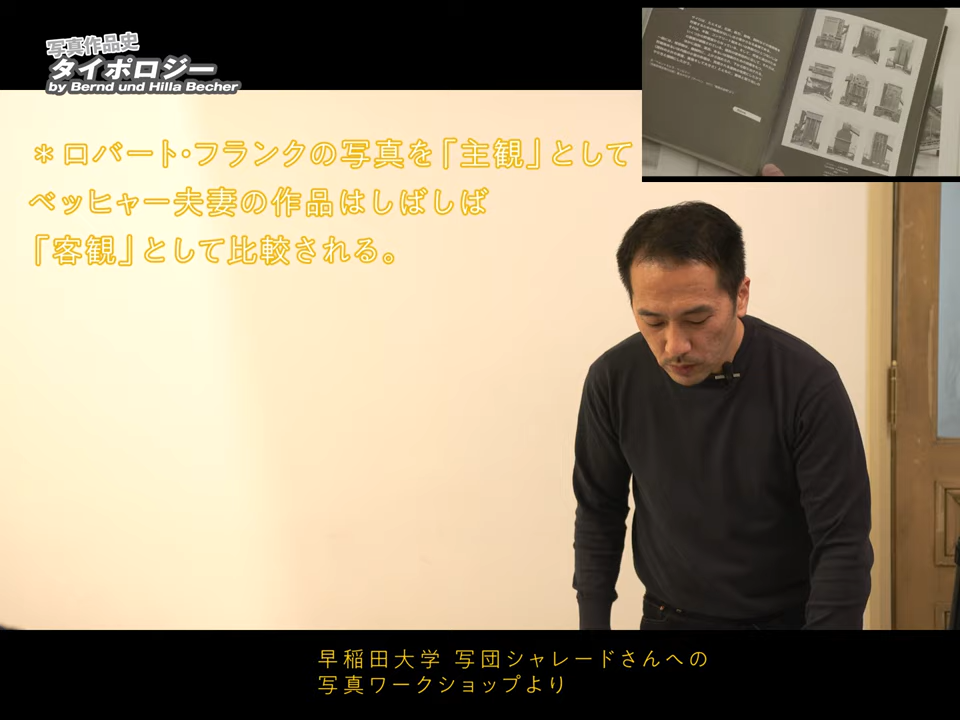 写真作品史
タイポロジー
by Bernd und Hilla Becher
＊ロバート・フランクの写真を「主観」として
ベッヒャー夫妻の作品はしばしば
「客観」として比較される。
早稲田大学 写団シャレードさんへの
写真ワークショップより